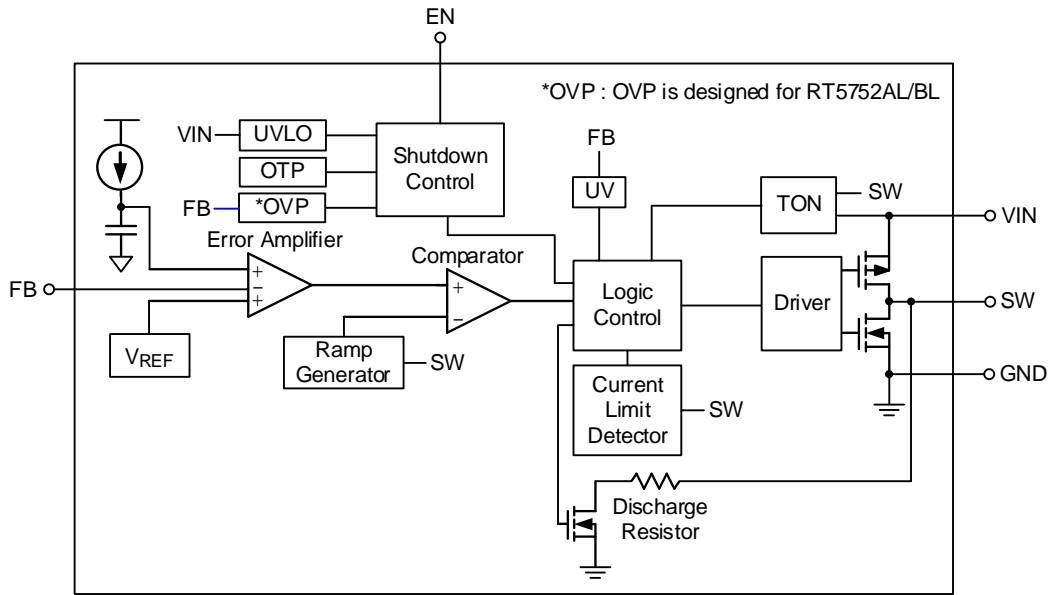 EN
*OVP : OVP is designed for RT5752AL/BL
VIN
UVLO
OTP
FB
*OVP
Shutdown
Control
FB
UV
TON
SW
VIN
Error Amplifier
Comparator
FB
+
−
+
+
−
Logic
Control
Driver
SW
VREF
Ramp
Generator
SW
Current
Limit
Detector
SW
GND
Discharge
Resistor